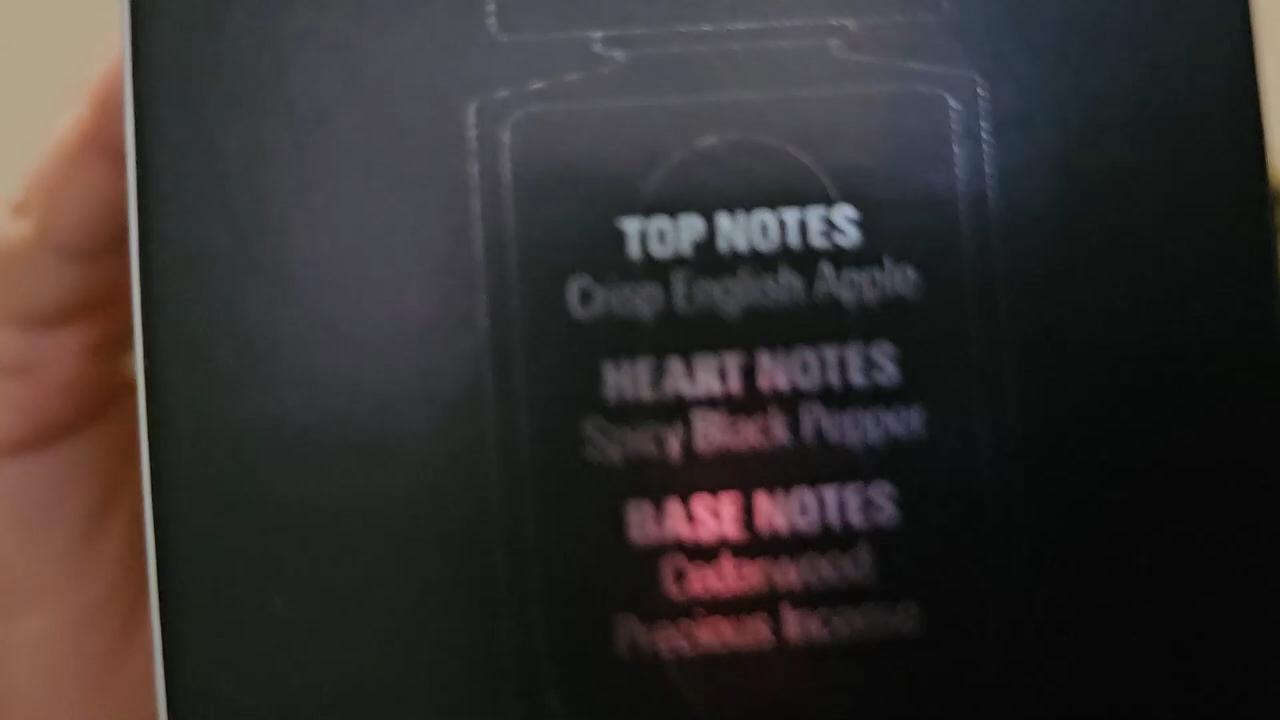 TOP NOTES
Crisp English Apple
HEART NOTES
Spicy Black Pepper
BASE NOTES
Cedarwood
Precious Incense